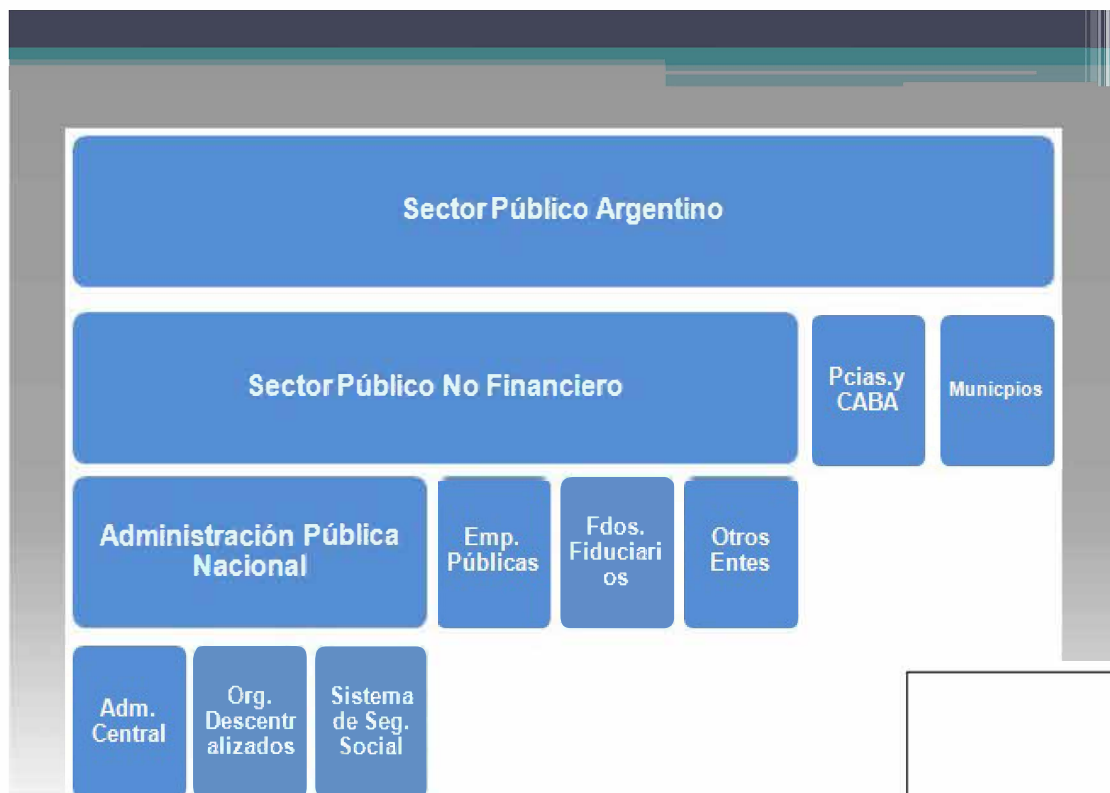 Sector Público Argentino
Sector Público No Financiero
Pcias.y
CABA
Municpios
Administración Pública
Nacional
Emp.
Públicas
Fdos.
Fiduciari
os
Otros
Entes
Adm.
Central
Org.
Descentr
alizados
Sistema
de Seg.
Social